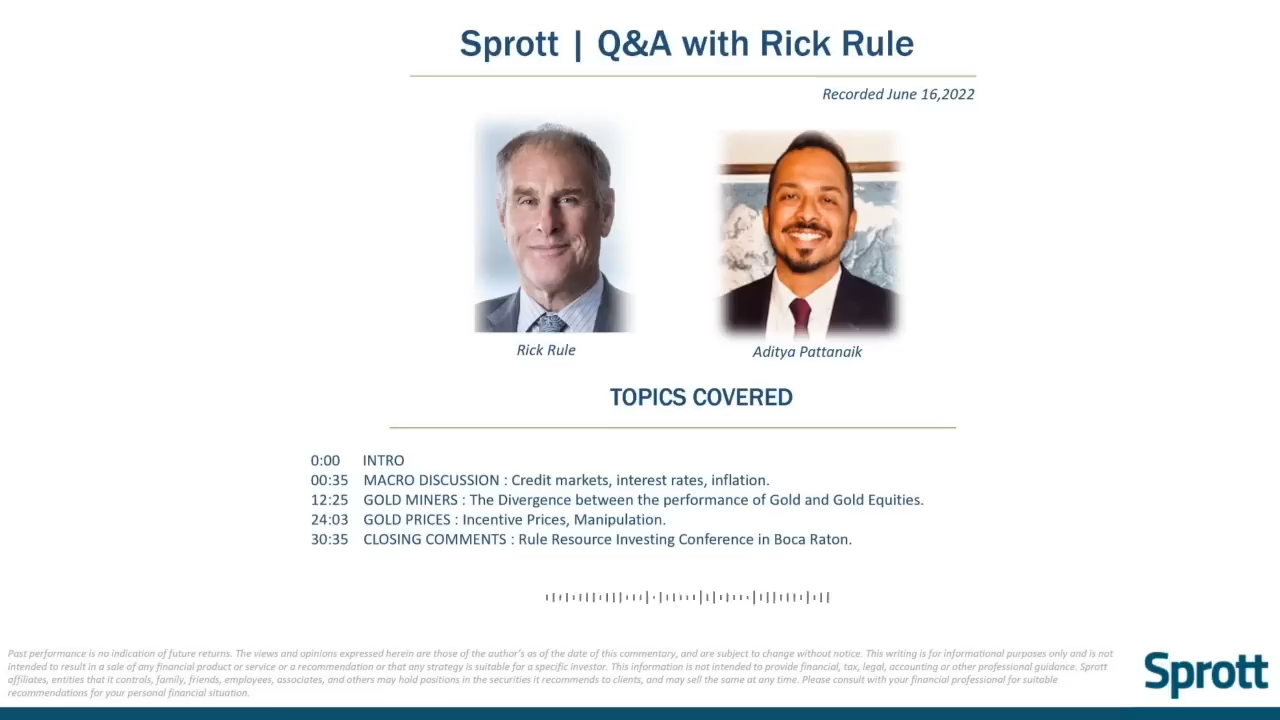 Sprott | Q&A with Rick Rule
Recorded June 16,2022
Rick Rule
Aditya Pattanaik
TOPICS COVERED
0:00 INTRO
00:35 MACRO DISCUSSION : Credit markets, interest rates, inflation.
12:25 GOLD MINERS : The Divergence between the performance of Gold and Gold Equities.
24:03 GOLD PRICES : Incentive Prices, Manipulation.
30:35 CLOSING COMMENTS : Rule Resource Investing Conference in Boca Raton.
Past performance is no indication of future returns. The views and opinions expressed herein are those of the author's as of the date of this commentary, and are subject to change without notice. This writing is for informational purposes only and is not
intended to result in a sale of any financial product or service or a recommendation or that any strategy is suitable for a specific investor. This information is not intended to provide financial, tax, legal, accounting or other professional guidance. Sprott
affiliates, entities that it controls, family, friends, employees, associates, and others may hold positions in the securities it recommends to clients, and may sell the same at any time. Please consult with your financial professional for suitable
recommendations for your personal financial situation.
Sprott